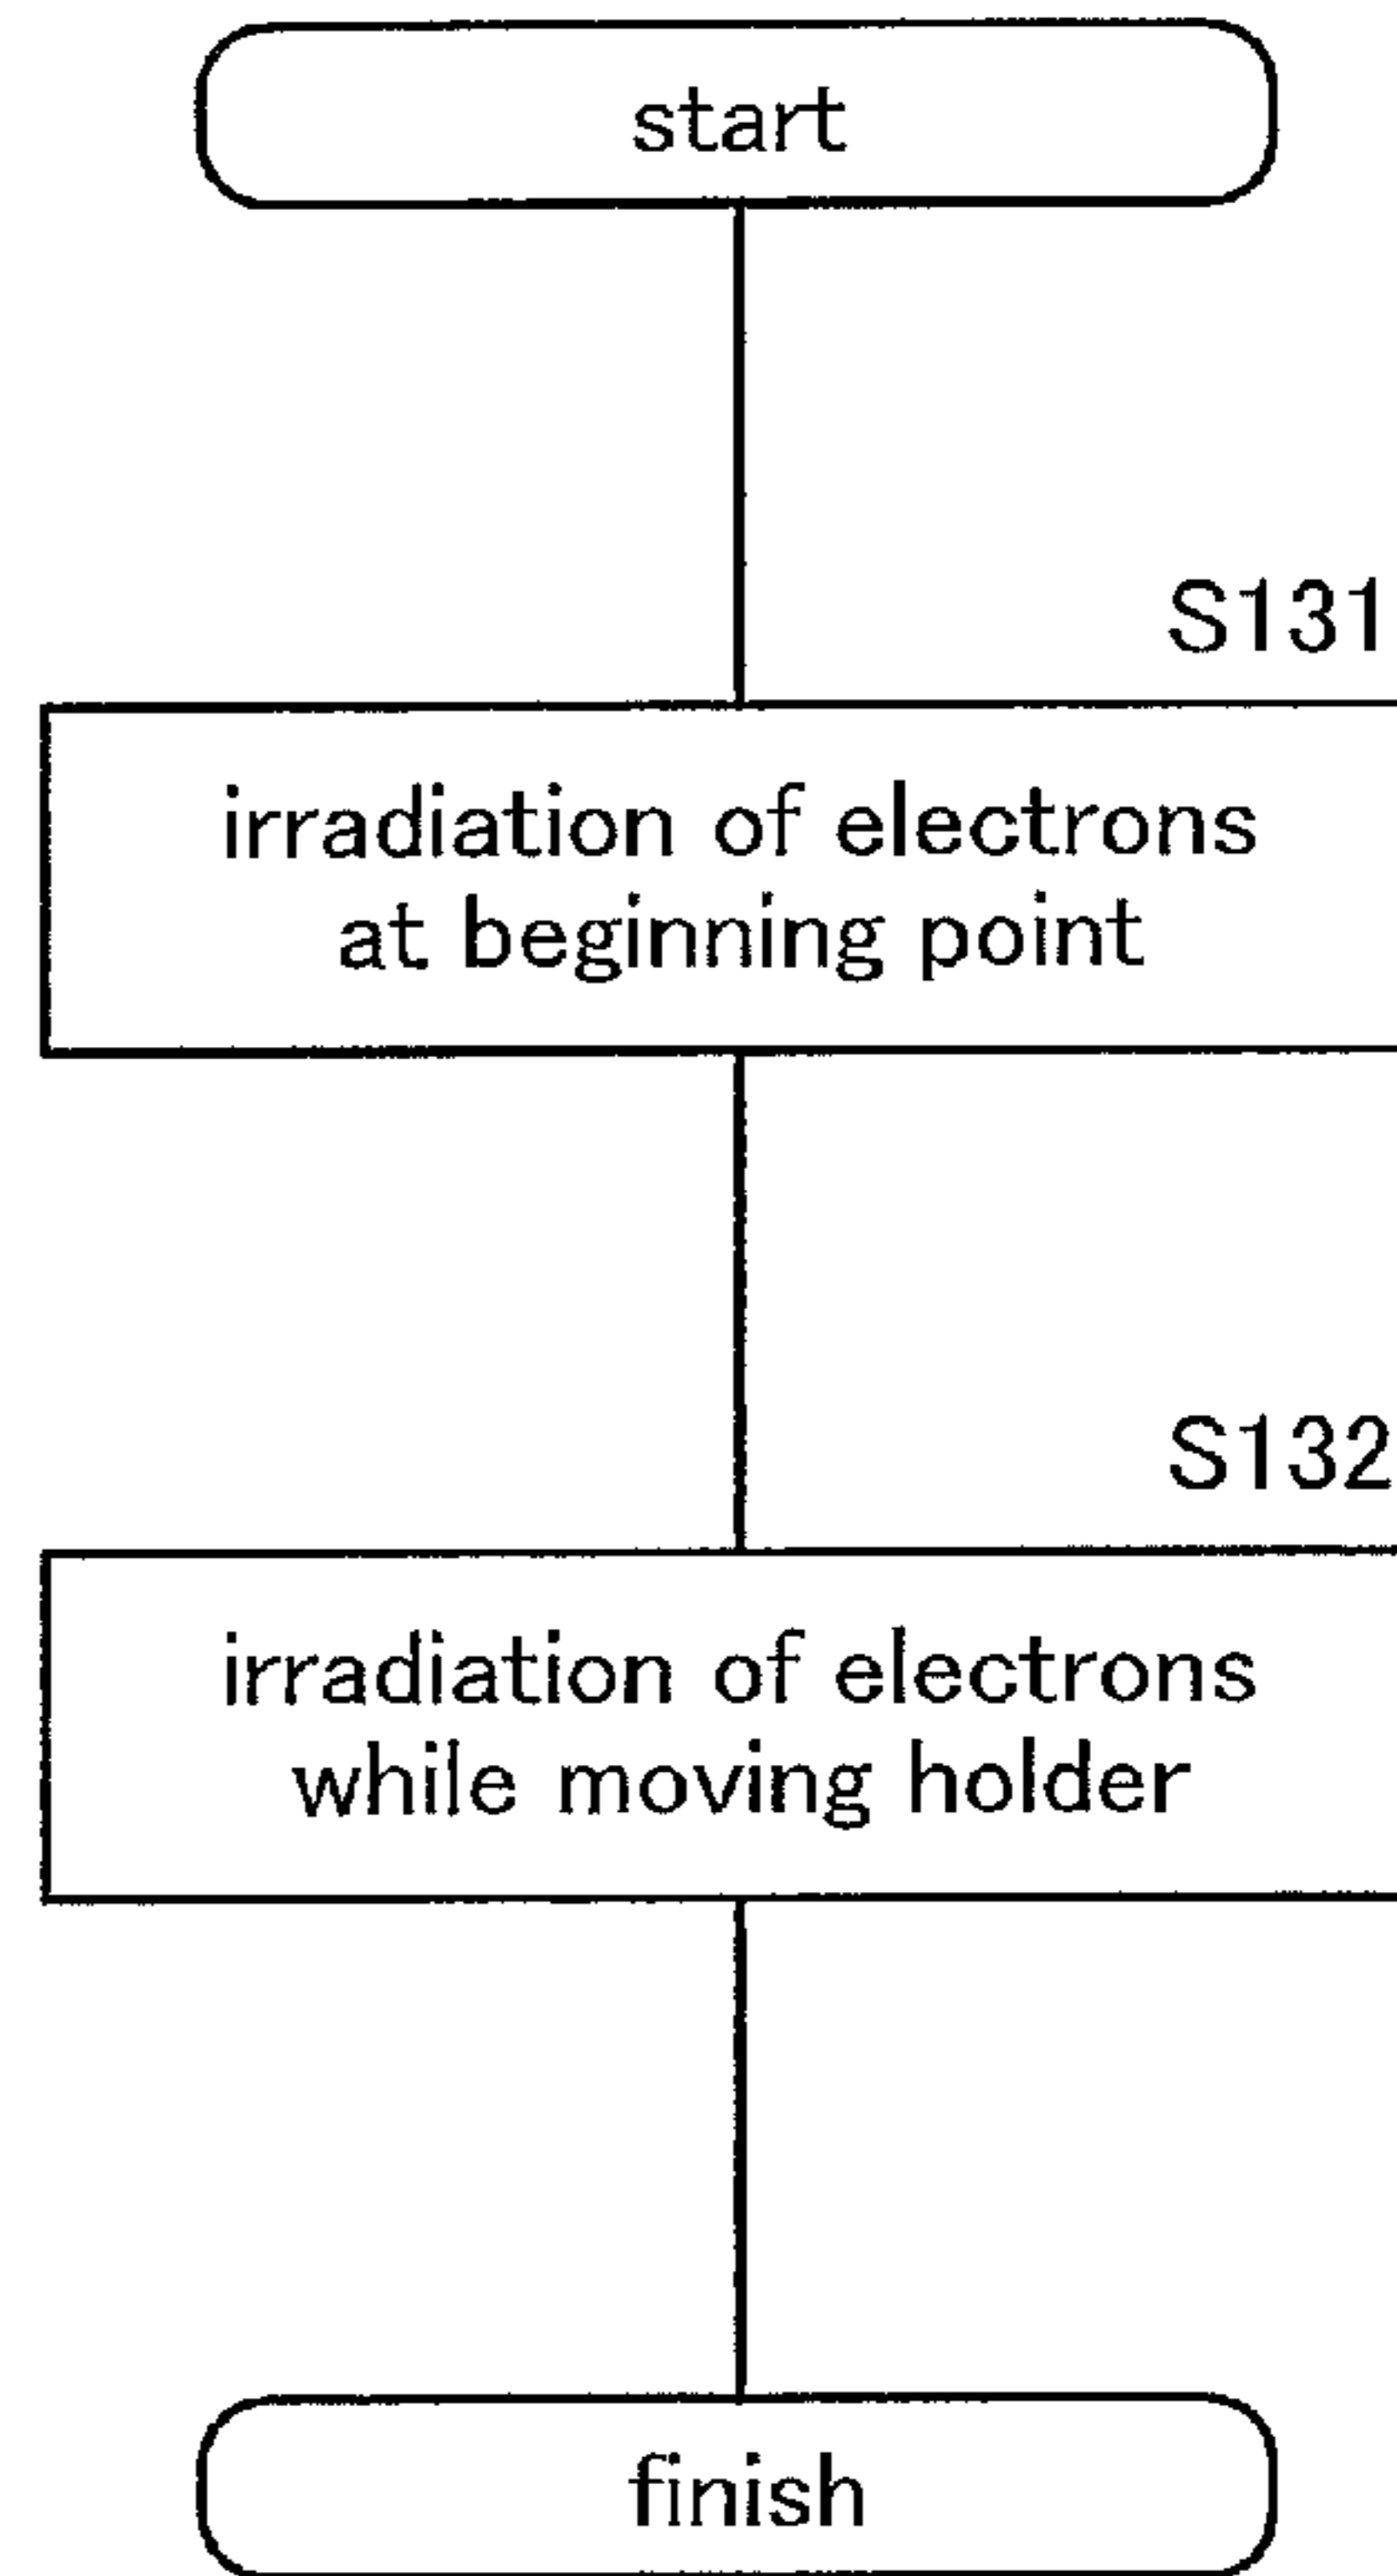 start
S131
irradiation of electrons
at beginning point
S132
irradiation of electrons
while moving holder
finish